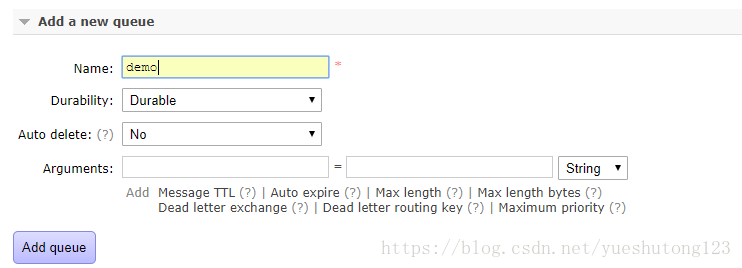 Add a new queue
Name: demo *
Durability: Durable
Auto delete: (?) No
Arguments: = String
Add Message TTL (?) | Auto expire (?) | Max length (?) | Max length bytes (?)
Dead letter exchange (?) | Dead letter routing key (?) | Maximum priority (?)
Add queue
https://blog.csdn.net/yueshutong123